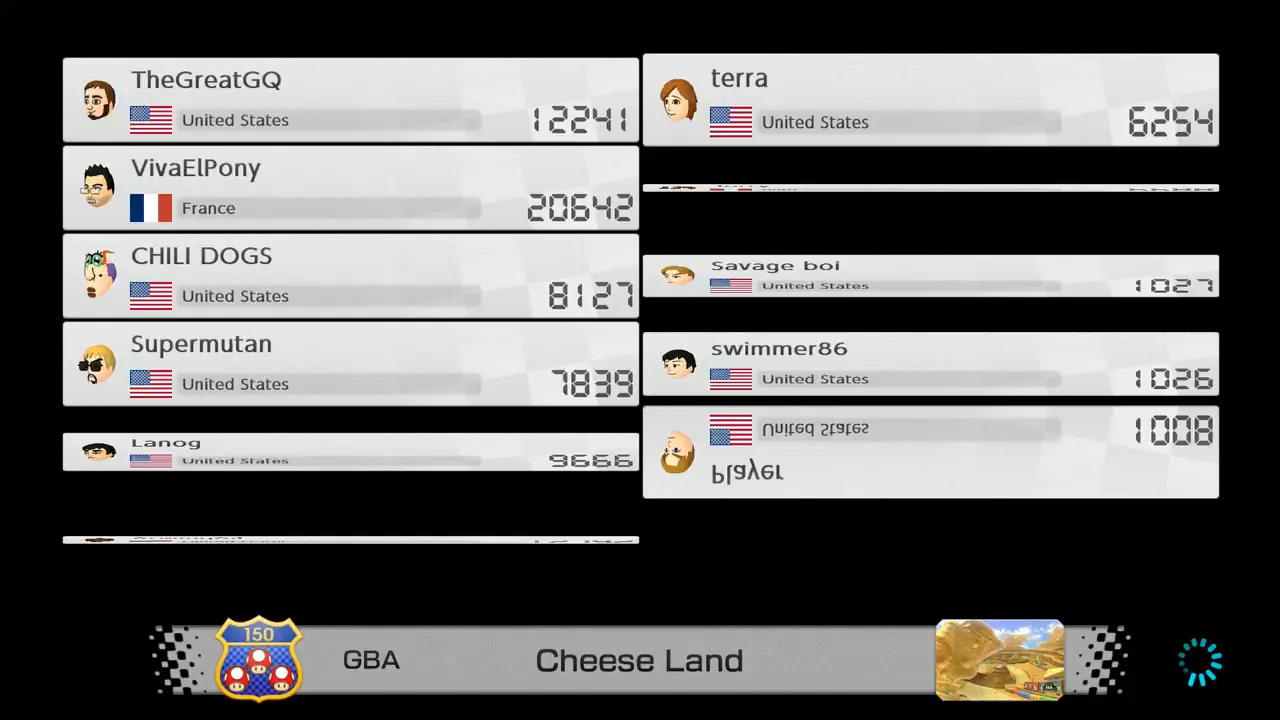 TheGreatGQ
United States
12241
VivaElPony
France
20642
CHILI DOGS
United States
8127
Supermutan
United States
7839
Lanog
United States
9666
terra
United States
6254
Savage boi
United States
1027
swimmer86
United States
1026
United States
1008
Player
150
GBA
Cheese Land